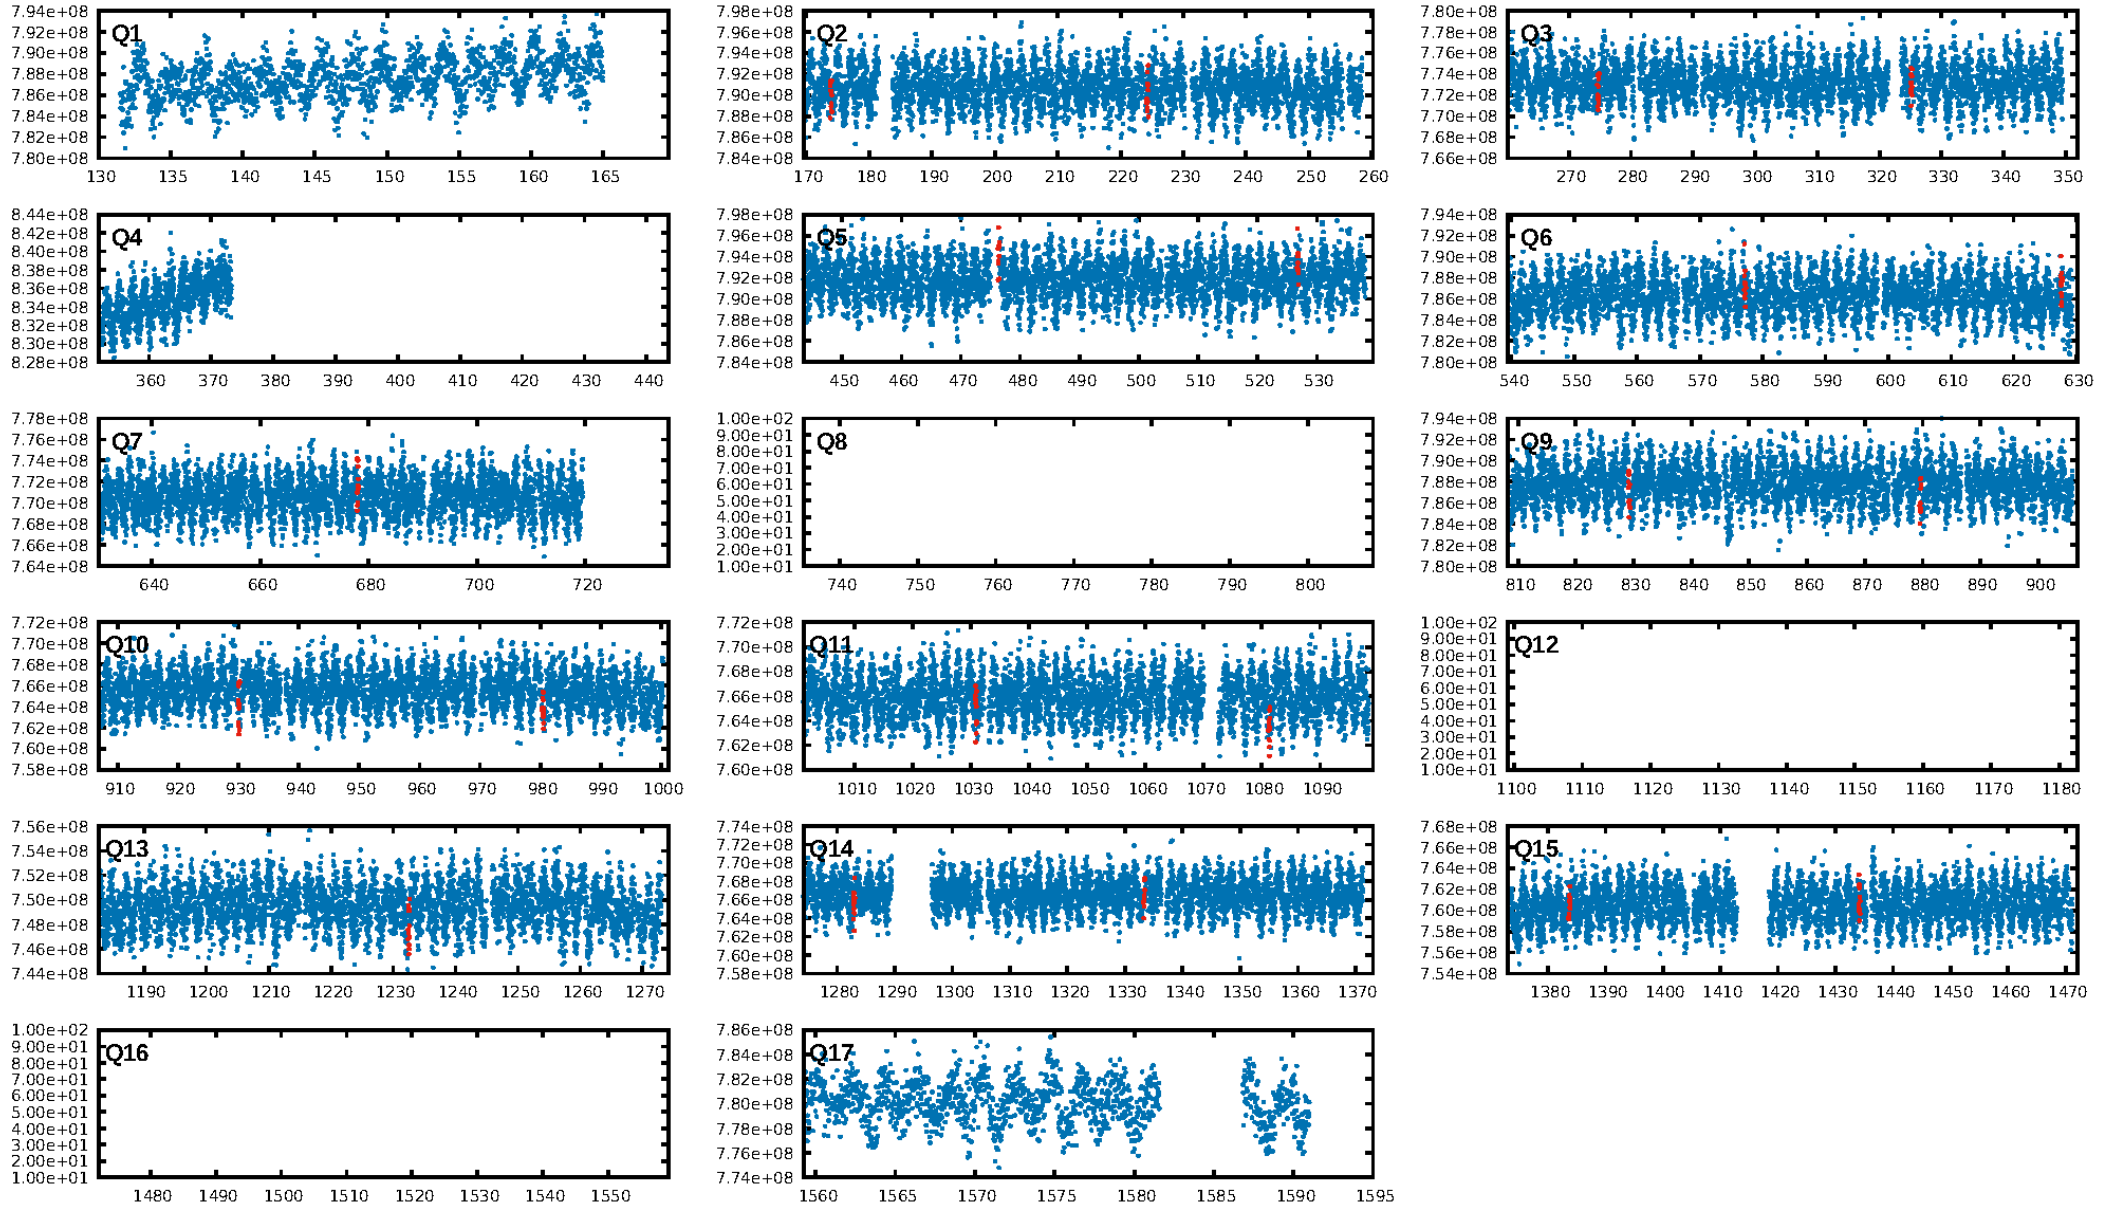 7.94e+08
7.92e+08
7.90e+08
7.88e+08
7.86e+08
7.84e+08
7.82e+08
7.80e+08
Q1
130 135 140 145 150 155 160 165
7.98e+08
7.96e+08
7.94e+08
7.92e+08
7.90e+08
7.88e+08
7.86e+08
7.84e+08
Q2
170 180 190 200 210 220 230 240 250 260
7.80e+08
7.78e+08
7.76e+08
7.74e+08
7.72e+08
7.70e+08
7.68e+08
7.66e+08
Q3
270 280 290 300 310 320 330 340 350
8.44e+08
8.42e+08
8.40e+08
8.38e+08
8.36e+08
8.34e+08
8.32e+08
8.30e+08
8.28e+08
Q4
360 370 380 390 400 410 420 430 440
7.98e+08
7.96e+08
7.94e+08
7.92e+08
7.90e+08
7.88e+08
7.86e+08
7.84e+08
Q5
450 460 470 480 490 500 510 520 530
7.94e+08
7.92e+08
7.90e+08
7.88e+08
7.86e+08
7.84e+08
7.82e+08
7.80e+08
Q6
540 550 560 570 580 590 600 610 620 630
7.78e+08
7.76e+08
7.74e+08
7.72e+08
7.70e+08
7.68e+08
7.66e+08
7.64e+08
Q7
640 660 680 700 720
1.00e+02
9.00e+01
8.00e+01
7.00e+01
6.00e+01
5.00e+01
4.00e+01
3.00e+01
2.00e+01
1.00e+01
Q8
740 750 760 770 780 790 800
7.94e+08
7.92e+08
7.90e+08
7.88e+08
7.86e+08
7.84e+08
7.82e+08
7.80e+08
Q9
810 820 830 840 850 860 870 880 890 900
7.72e+08
7.70e+08
7.68e+08
7.66e+08
7.64e+08
7.62e+08
7.60e+08
7.58e+08
Q10
910 920 930 940 950 960 970 980 990 1000
7.72e+08
7.70e+08
7.68e+08
7.66e+08
7.64e+08
7.62e+08
7.60e+08
Q11
1010 1020 1030 1040 1050 1060 1070 1080 1090
1.00e+02
9.00e+01
8.00e+01
7.00e+01
6.00e+01
5.00e+01
4.00e+01
3.00e+01
2.00e+01
1.00e+01
Q12
1100 1110 1120 1130 1140 1150 1160 1170 1180
7.56e+08
7.54e+08
7.52e+08
7.50e+08
7.48e+08
7.46e+08
7.44e+08
Q13
1190 1200 1210 1220 1230 1240 1250 1260 1270
7.74e+08
7.72e+08
7.70e+08
7.68e+08
7.66e+08
7.64e+08
7.62e+08
7.60e+08
7.58e+08
Q14
1280 1290 1300 1310 1320 1330 1340 1350 1360 1370
7.68e+08
7.66e+08
7.64e+08
7.62e+08
7.60e+08
7.58e+08
7.56e+08
7.54e+08
Q15
1380 1390 1400 1410 1420 1430 1440 1450 1460 1470
1.00e+02
9.00e+01
8.00e+01
7.00e+01
6.00e+01
5.00e+01
4.00e+01
3.00e+01
2.00e+01
1.00e+01
Q16
1480 1490 1500 1510 1520 1530 1540 1550
7.86e+08
7.84e+08
7.82e+08
7.80e+08
7.78e+08
7.76e+08
7.74e+08
Q17
1560 1565 1570 1575 1580 1585 1590 1595